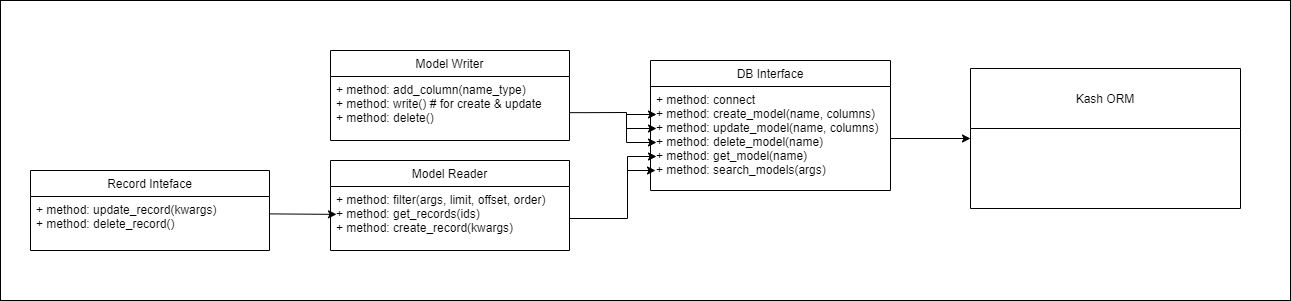 Model Writer
+ method: add_column(name_type)
+ method: write() # for create & update
+ method: delete()
DB Interface
+ method: connect
+ method: create_model(name, columns)
+ method: update_model(name, columns)
+ method: delete_model(name)
+ method: get_model(name)
+ method: search_models(args)
Kash ORM
Record Inteface
+ method: update_record(kwargs)
+ method: delete_record()
Model Reader
+ method: filter(args, limit, offset, order)
+ method: get_records(ids)
+ method: create_record(kwargs)